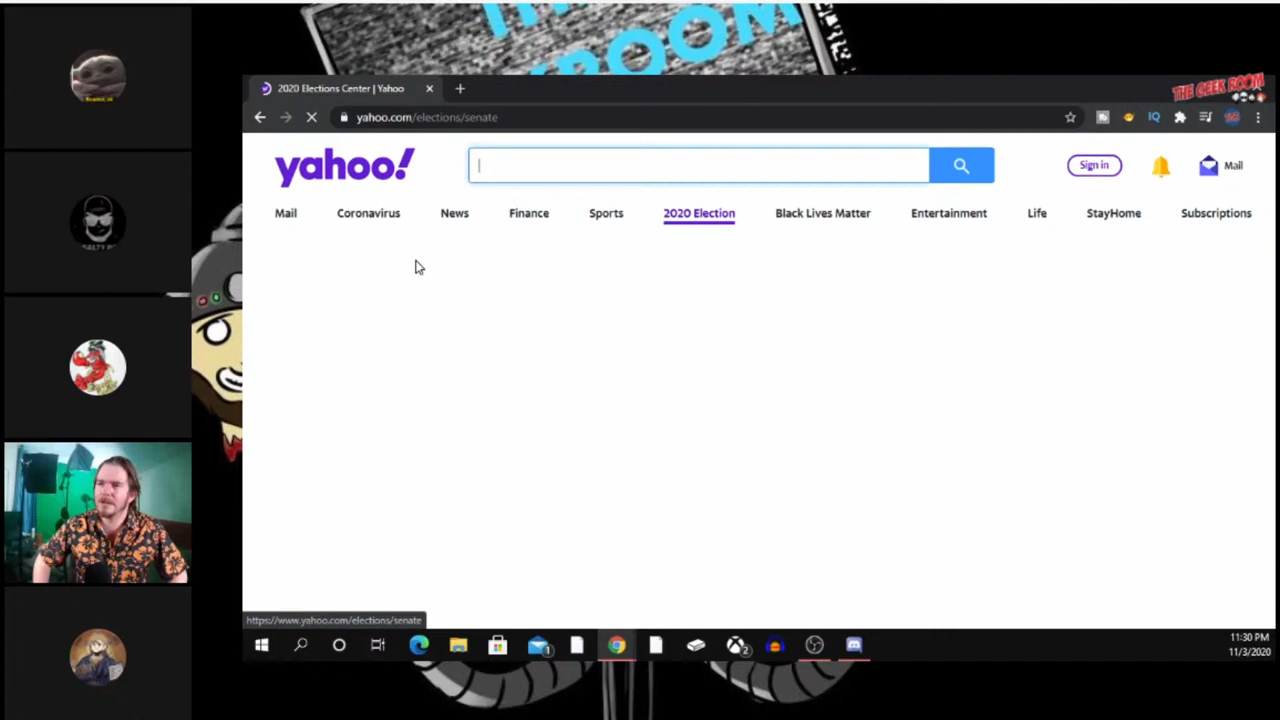 THE GEEK ROOM
2020 Elections Center | Yahoo
yahoo.com/elections/senate
yahoo!
Sign in
Mail
Mail
Coronavirus
News
Finance
Sports
2020 Election
Black Lives Matter
Entertainment
Life
StayHome
Subscriptions
https://www.yahoo.com/elections/senate
11:30 PM
11/3/2020